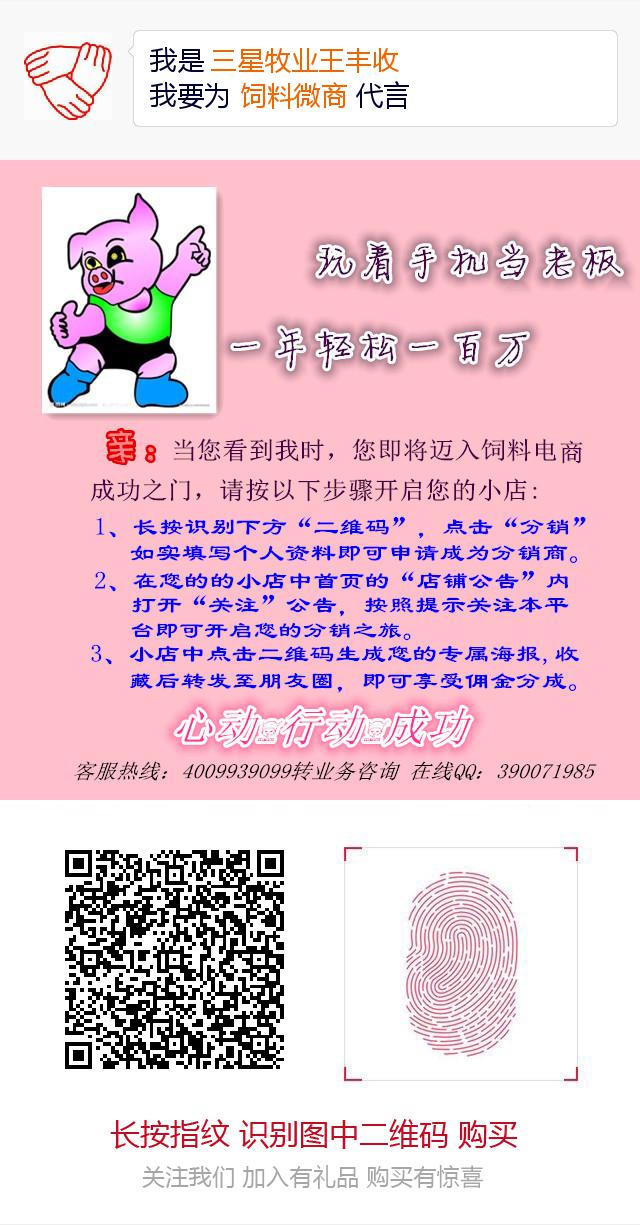 我是 三星牧业王丰收
我要为 饲料微商 代言
玩着手机当老板
一年轻松一百万
亲：当您看到我时，您即将迈入饲料电商
成功之门，请按以下步骤开启您的小店：
1、长按识别下方“二维码”，点击“分销”
如实填写个人资料即可申请成为分销商。
2、在您的的小店中首页的“店铺公告”内
打开“关注”公告，按照提示关注本平
台即可开启您的分销之旅。
3、小店中点击二维码生成您的专属海报,收
藏后转发至朋友圈，即可享受佣金分成。
心动 行动 成功
客服热线：4009939099转业务咨询 在线QQ：390071985
长按指纹 识别图中二维码 购买
关注我们 加入有礼品 购买有惊喜